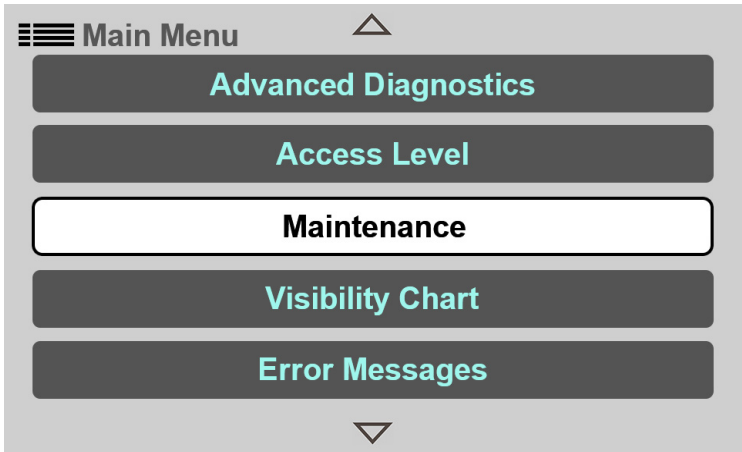 Main Menu
Advanced Diagnostics
Access Level
Maintenance
Visibility Chart
Error Messages